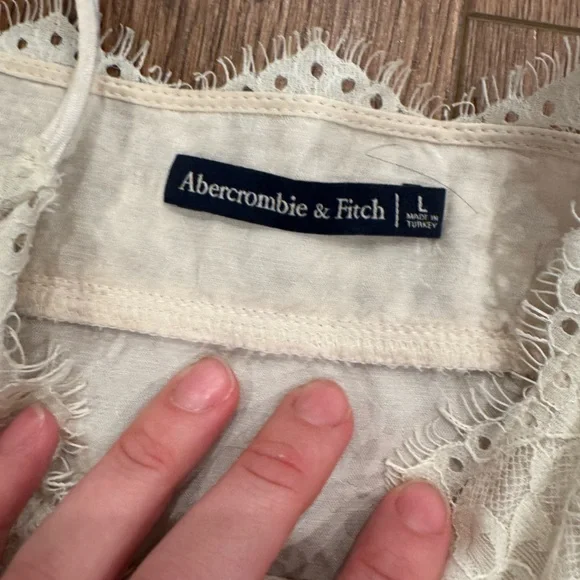 Abercrombie & Fitch
L
MADE IN
TURKEY